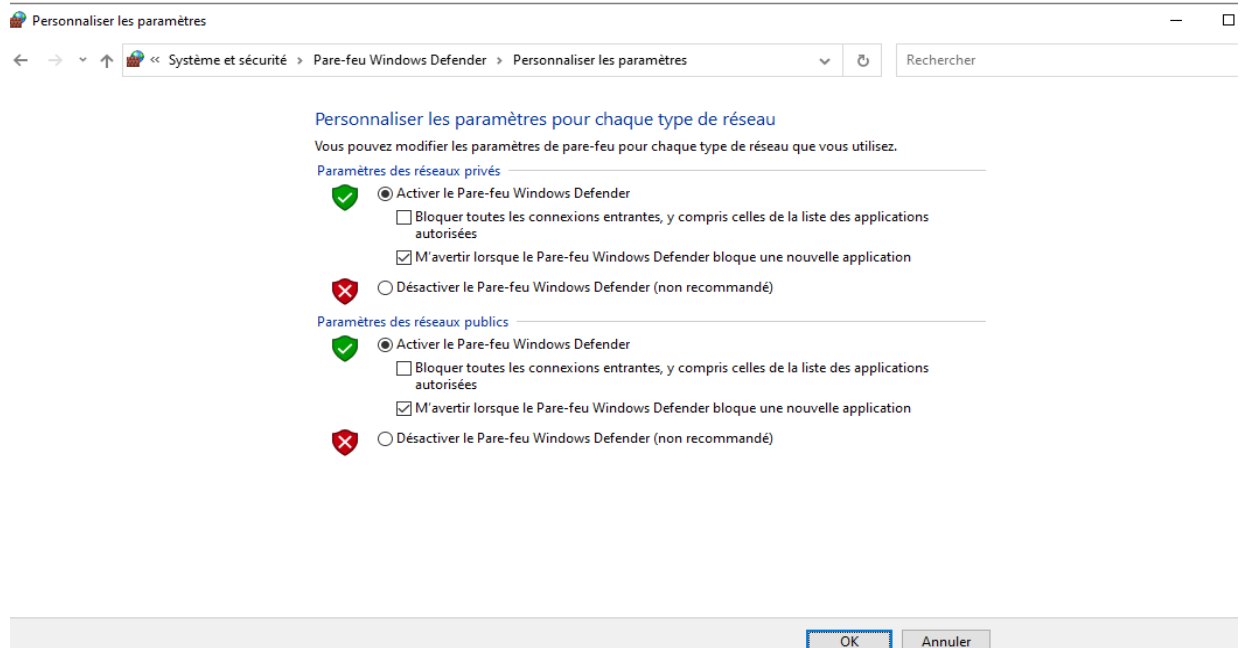 Personnaliser les paramètres
« Système et sécurité > Pare-feu Windows Defender > Personnaliser les paramètres
Rechercher
Personnaliser les paramètres pour chaque type de réseau
Vous pouvez modifier les paramètres de pare-feu pour chaque type de réseau que vous utilisez.
Paramètres des réseaux privés
Activer le Pare-feu Windows Defender
Bloquer toutes les connexions entrantes, y compris celles de la liste des applications
autorisées
M'avertir lorsque le Pare-feu Windows Defender bloque une nouvelle application
Désactiver le Pare-feu Windows Defender (non recommandé)
Paramètres des réseaux publics
Activer le Pare-feu Windows Defender
Bloquer toutes les connexions entrantes, y compris celles de la liste des applications
autorisées
M'avertir lorsque le Pare-feu Windows Defender bloque une nouvelle application
Désactiver le Pare-feu Windows Defender (non recommandé)
OK
Annuler